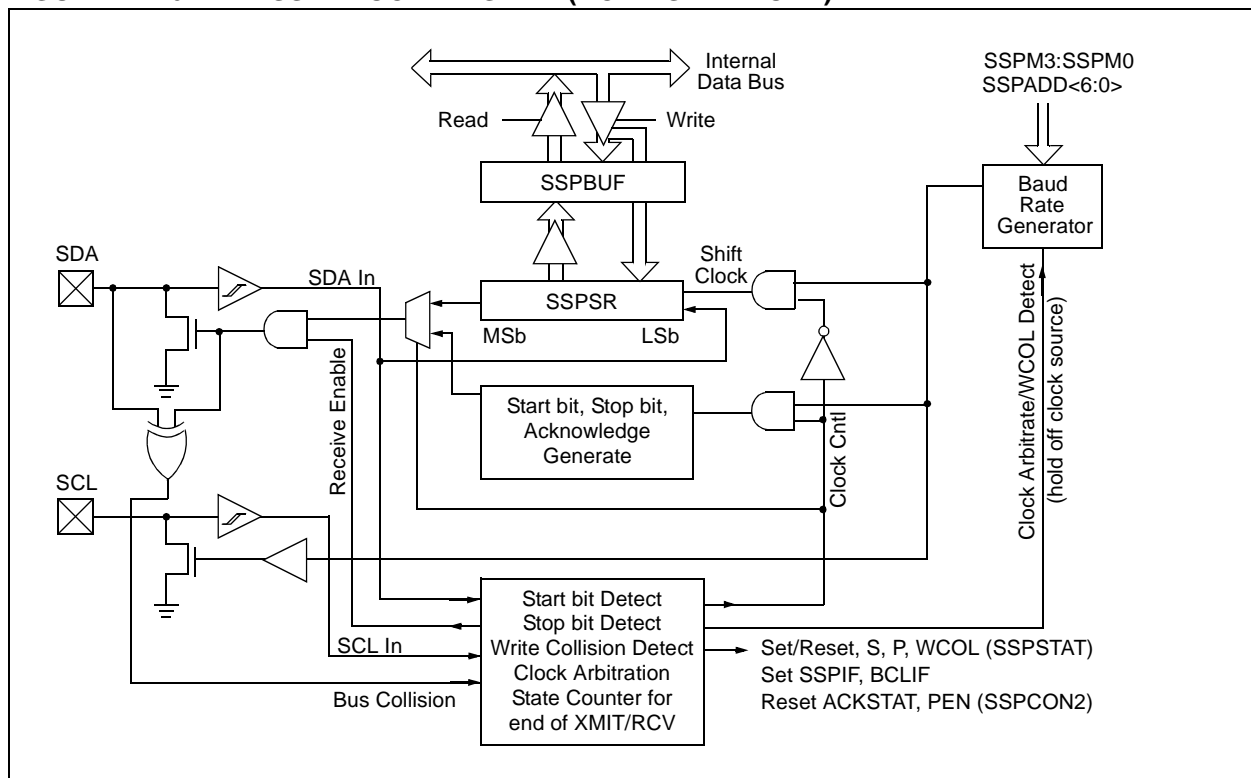 Internal
Data Bus
SSPM3:SSPM0
SSPADD<6:0>
Read
Write
SSPBUF
Baud
Rate
Generator
SDA
SDA In
Shift
Clock
SSPSR
MSb
LSb
Start bit, Stop bit,
Acknowledge
Generate
Receive Enable
Clock Cntl
Clock Arbitrate/WCOL Detect
(hold off clock source)
SCL
SCL In
Bus Collision
Start bit Detect
Stop bit Detect
Write Collision Detect
Clock Arbitration
State Counter for
end of XMIT/RCV
Set/Reset, S, P, WCOL (SSPSTAT)
Set SSPIF, BCLIF
Reset ACKSTAT, PEN (SSPCON2)